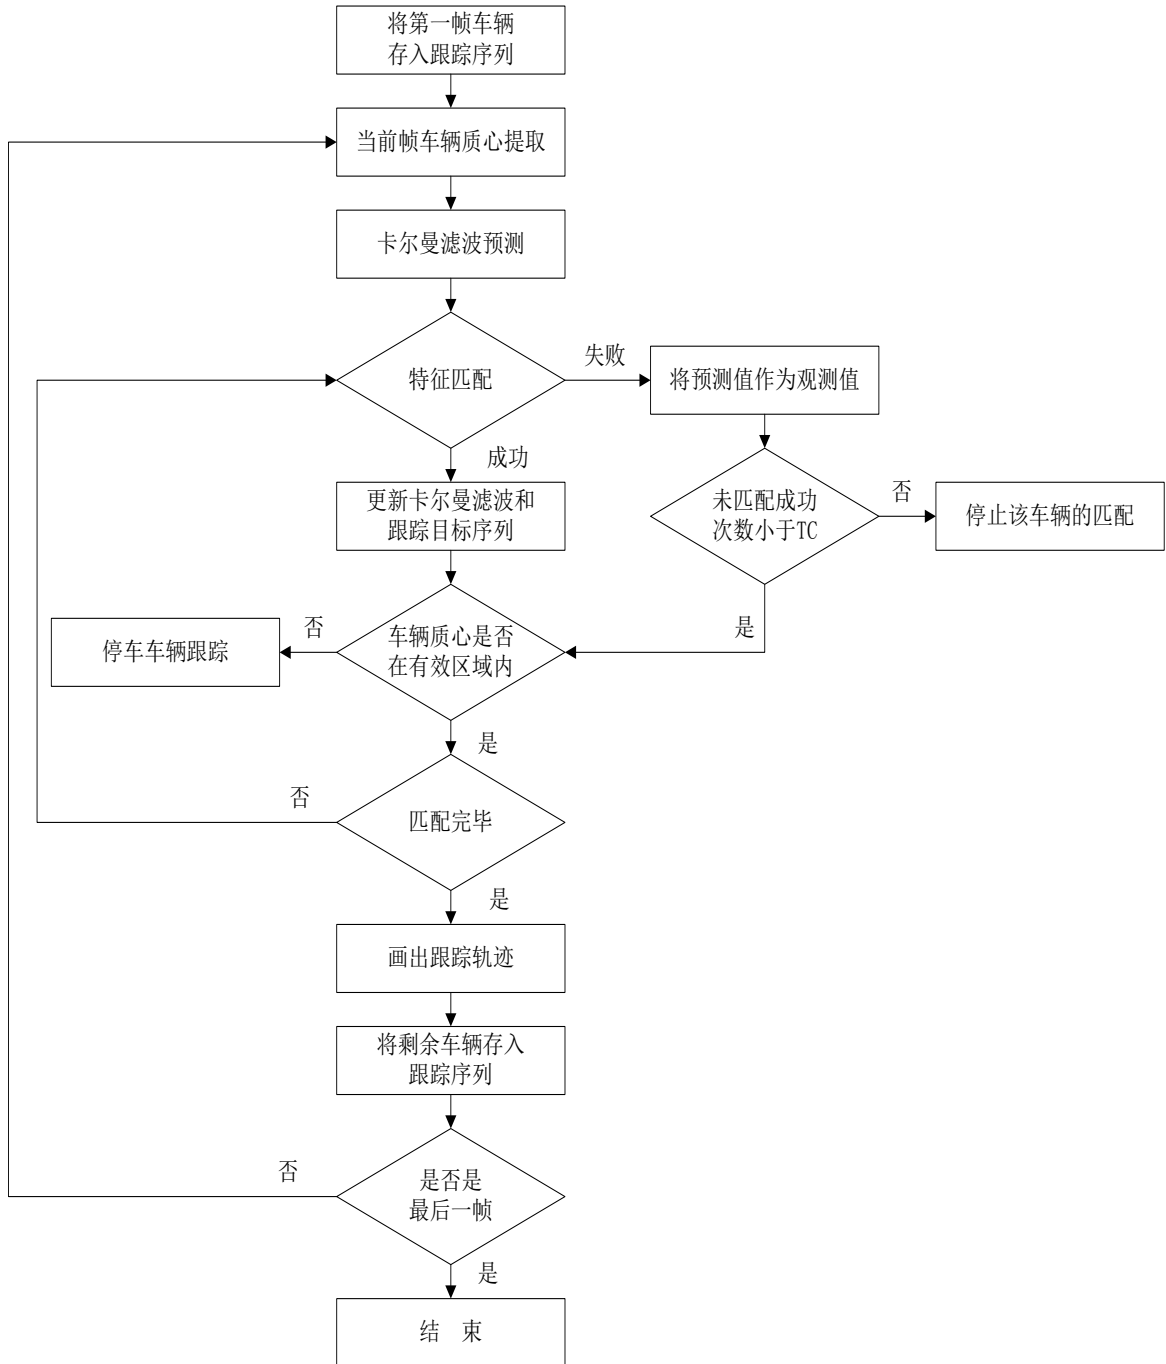 将第一帧车辆
存入跟踪序列
当前帧车辆质心提取
卡尔曼滤波预测
特征匹配
失败
将预测值作为观测值
成功
更新卡尔曼滤波和
跟踪目标序列
未匹配成功
次数小于TC
否
停止该车辆的匹配
是
车辆质心是否
在有效区域内
否
停车车辆跟踪
是
匹配完毕
否
是
画出跟踪轨迹
将剩余车辆存入
跟踪序列
是否是
最后一帧
否
是
结 束